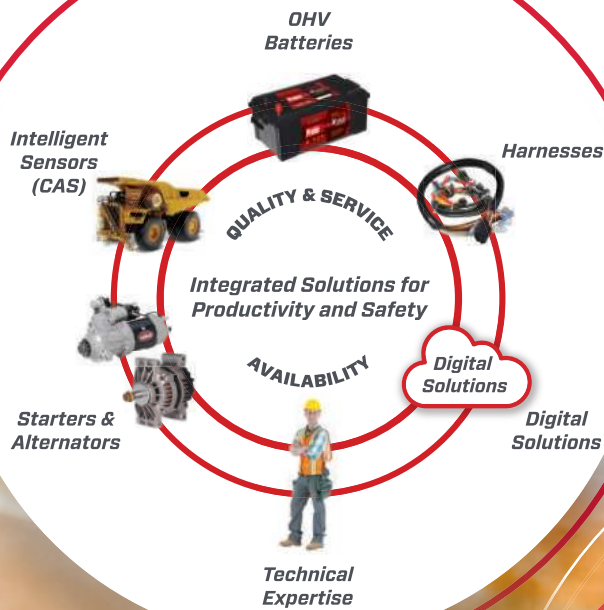 OHV
Batteries
Intelligent
Sensors
(CAS)
Harnesses
QUALITY & SERVICE
Integrated Solutions for
Productivity and Safety
AVAILABILITY
Digital
Solutions
Starters &
Alternators
Digital
Solutions
Technical
Expertise